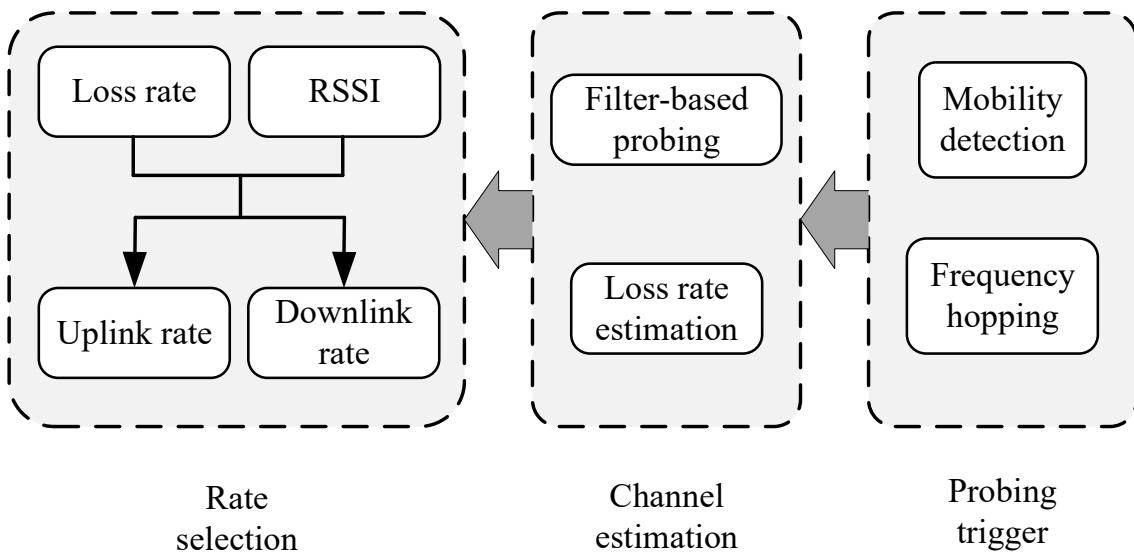 Loss rate
RSSI
Uplink rate
Downlink
rate
Filter-based
probing
Loss rate
estimation
Mobility
detection
Frequency
hopping
Rate
selection
Channel
estimation
Probing
trigger